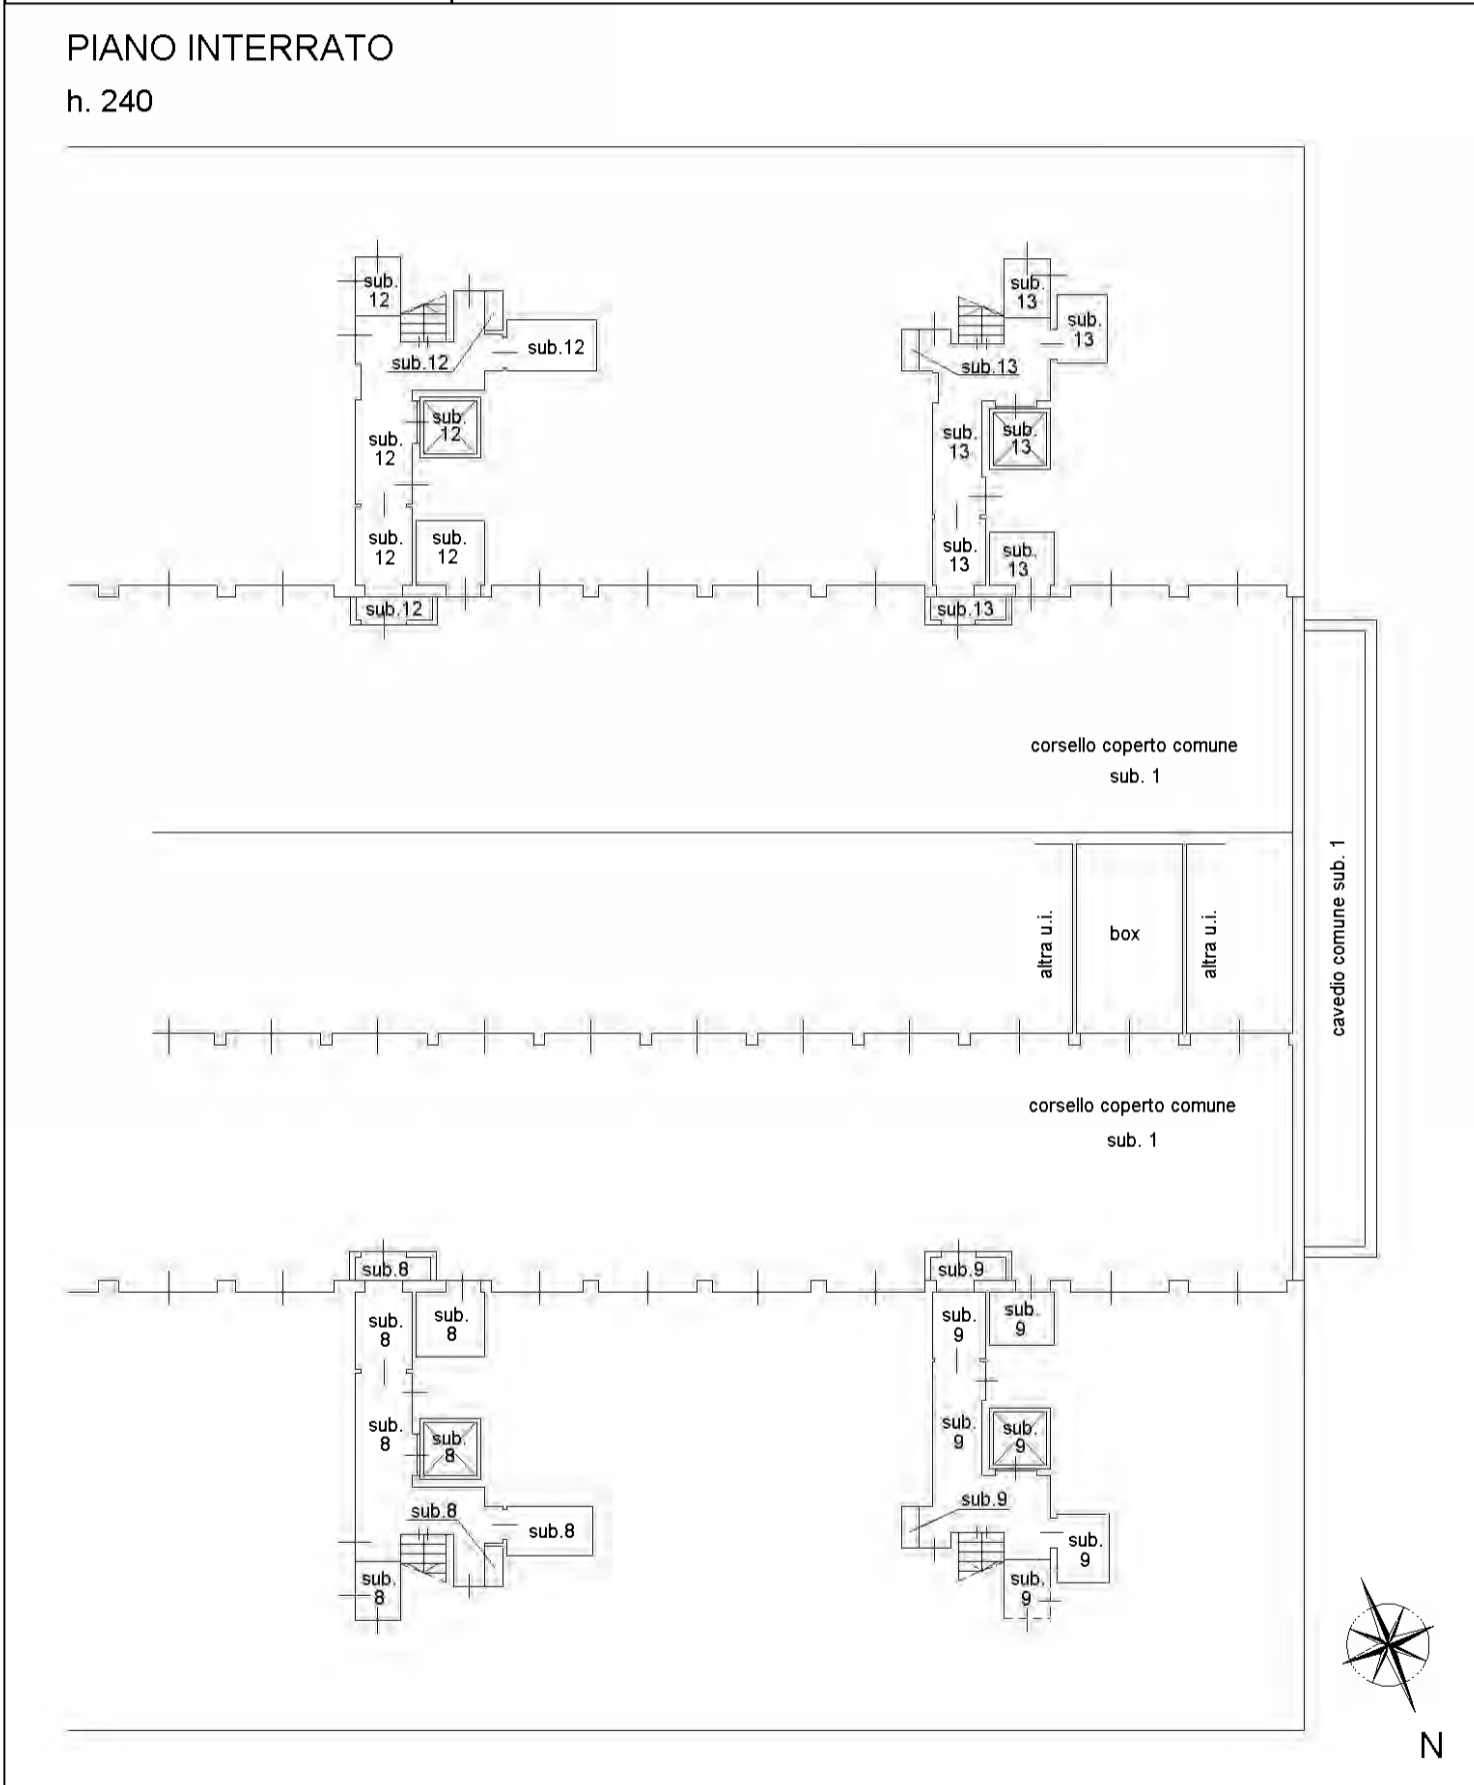 PIANO INTERRATO
h. 240
sub.
12
sub.12
sub.12
sub.
12
sub.
12
sub.
12
sub.
12
sub.12
sub.
13
sub.
13
sub.13
sub.
13
sub.
13
sub.
13
sub.
13
sub.13
corsello coperto comune
sub. 1
altra u.i.
box
altra u.i.
cavedio comune sub. 1
corsello coperto comune
sub. 1
sub.8
sub.
8
sub.
8
sub.
8
sub.
8
sub.8
sub.8
sub.
8
sub.9
sub.
9
sub.
9
sub.
9
sub.
9
sub.9
sub.
9
sub.
9
N